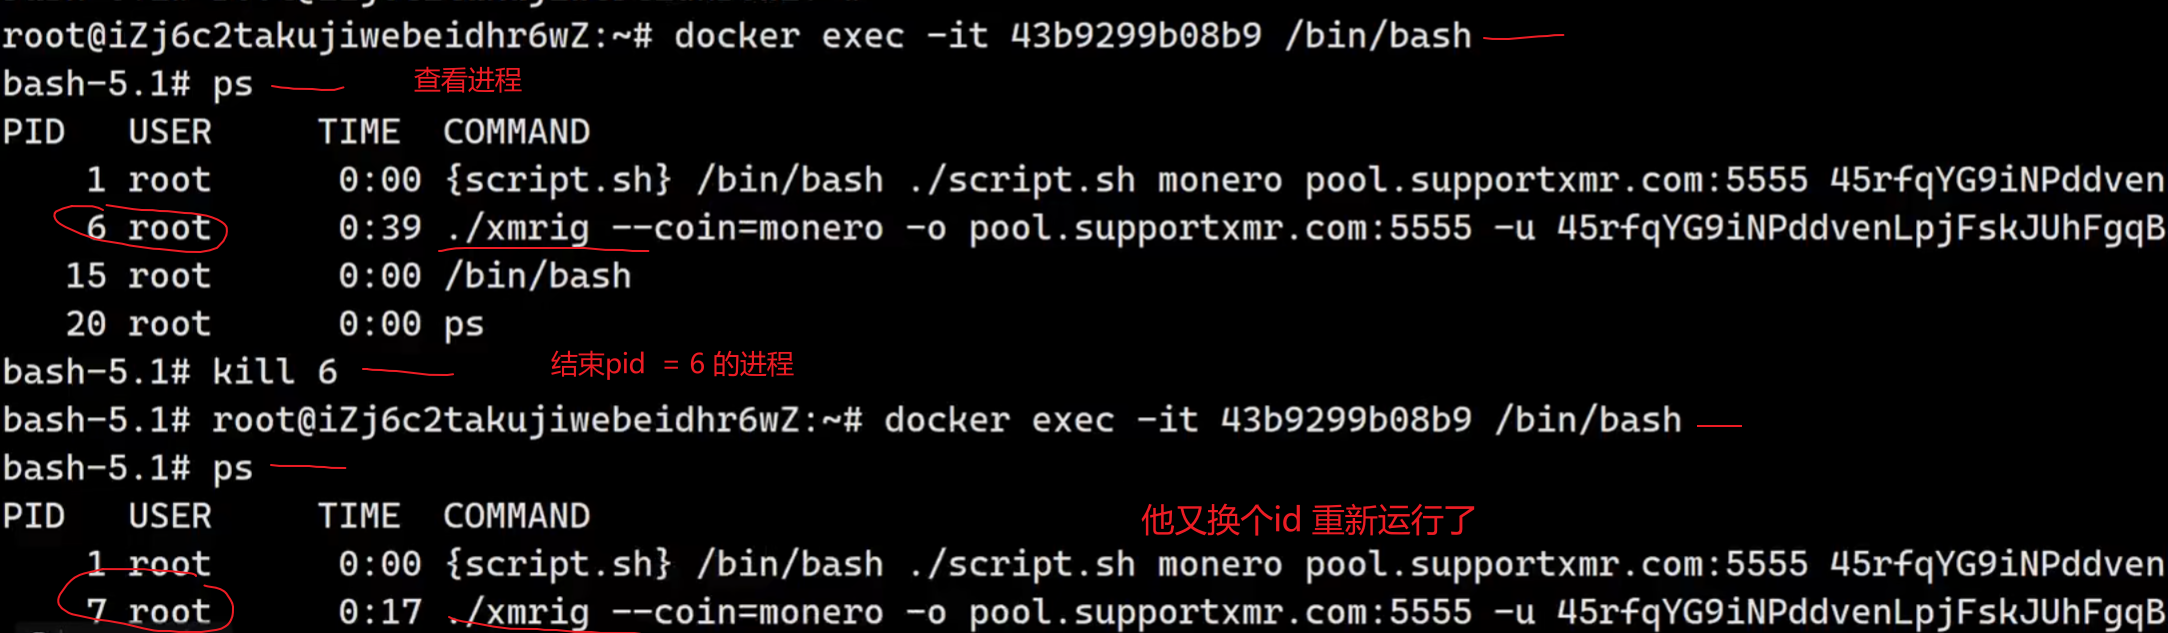 root@iZj6c2takujiwebeidhr6wZ:~# docker exec -it 43b9299b08b9 /bin/bash
bash-5.1# ps 查看进程
PID USER TIME COMMAND
1 root 0:00 {script.sh} /bin/bash ./script.sh monero pool.supportxmr.com:5555 45rfqYG9iNPddven
6 root 0:39 ./xmrig --coin=monero -o pool.supportxmr.com:5555 -u 45rfqYG9iNPddvenLpjFskJUhFgqB
15 root 0:00 /bin/bash
20 root 0:00 ps
bash-5.1# kill 6 结束pid = 6 的进程
bash-5.1# root@iZj6c2takujiwebeidhr6wZ:~# docker exec -it 43b9299b08b9 /bin/bash
bash-5.1# ps
PID USER TIME COMMAND
他又换个id 重新运行了
1 root 0:00 {script.sh} /bin/bash ./script.sh monero pool.supportxmr.com:5555 45rfqYG9iNPddven
7 root 0:17 ./xmrig --coin=monero -o pool.supportxmr.com:5555 -u 45rfqYG9iNPddvenLpjFskJUhFgqB